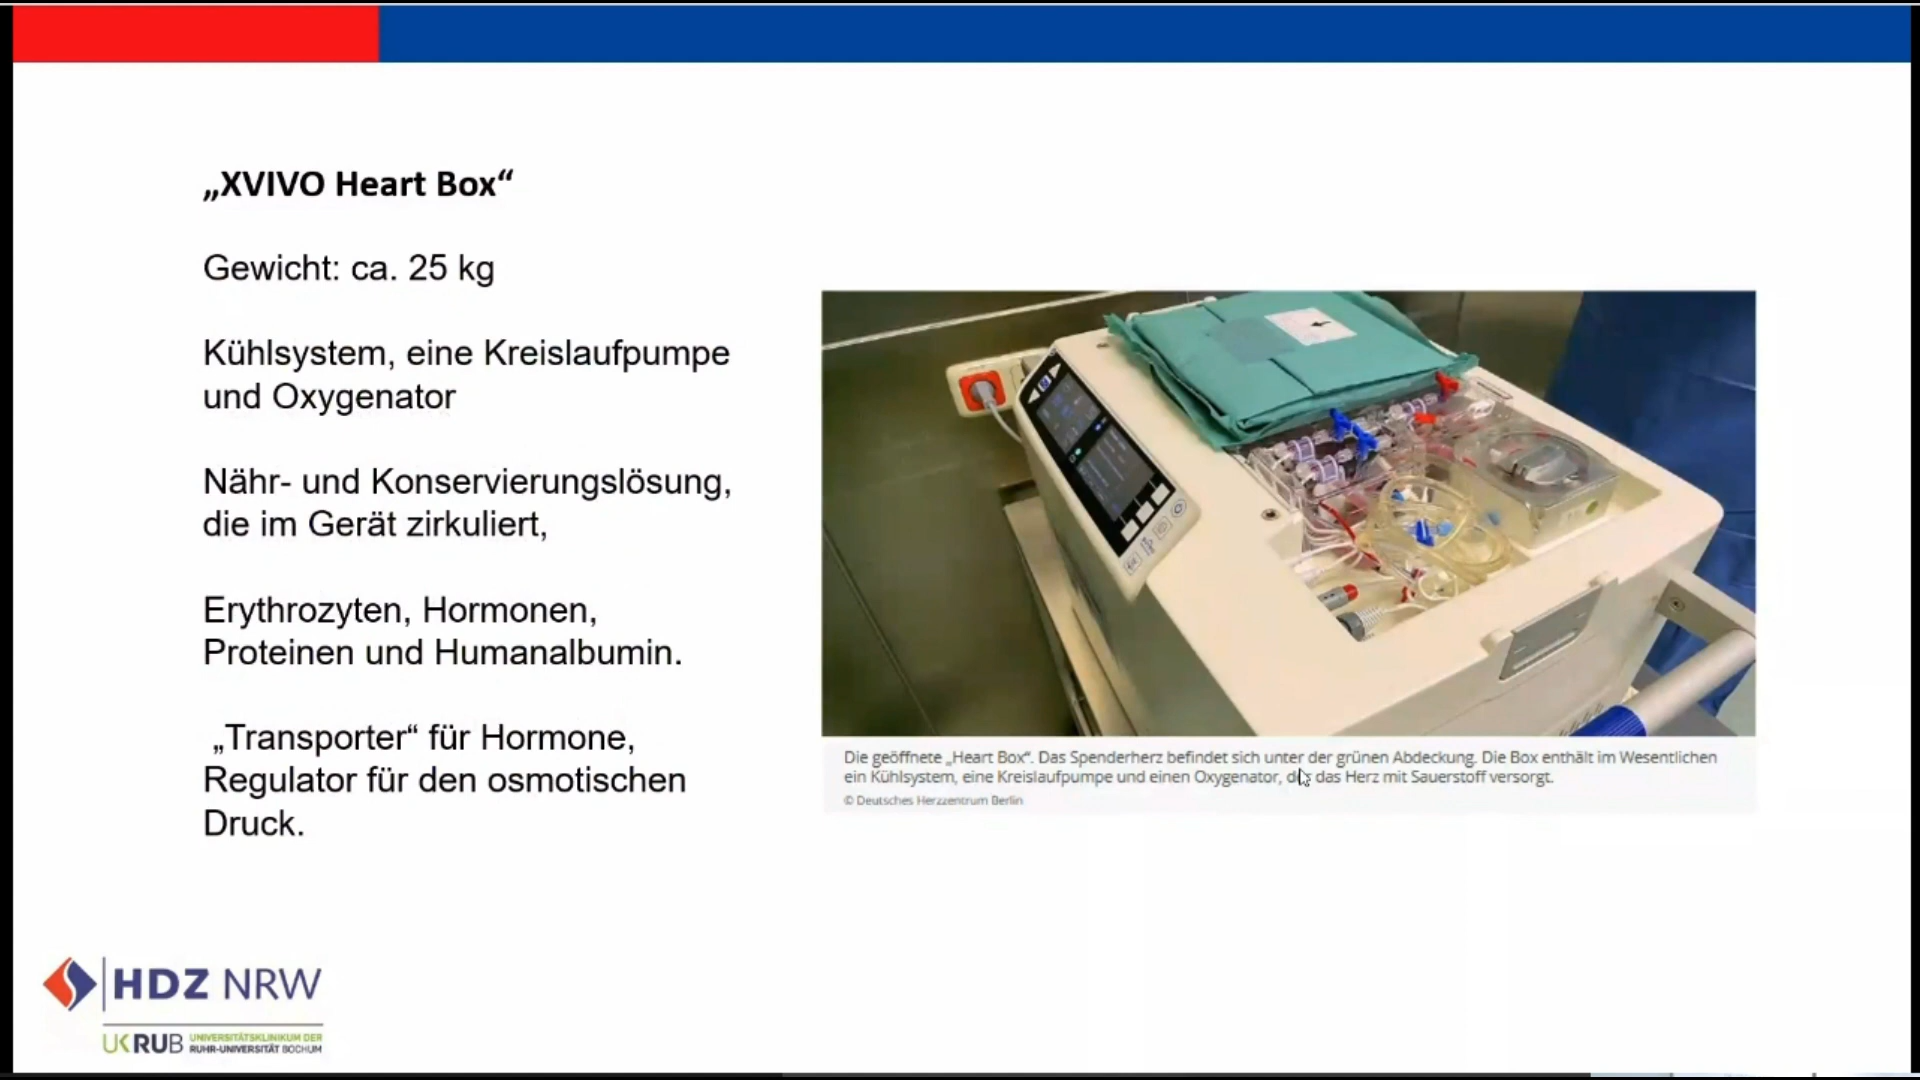 „XVIVO Heart Box“
Gewicht: ca. 25 kg
Kühlsystem, eine Kreislaufpumpe
und Oxygenator
Nähr- und Konservierungslösung,
die im Gerät zirkuliert,
Erythrozyten, Hormonen,
Proteinen und Humanalbumin.
„Transporter“ für Hormone,
Regulator für den osmotischen
Druck.
Die geöffnete „Heart Box“. Das Spenderherz befindet sich unter der grünen Abdeckung. Die Box enthält im Wesentlichen
ein Kühlsystem, eine Kreislaufpumpe und einen Oxygenator, der das Herz mit Sauerstoff versorgt.
© Deutsches Herzzentrum Berlin
HDZ NRW
UK RUB UNIVERSITÄTSKLINIKUM DER
RUHR-UNIVERSITÄT BOCHUM